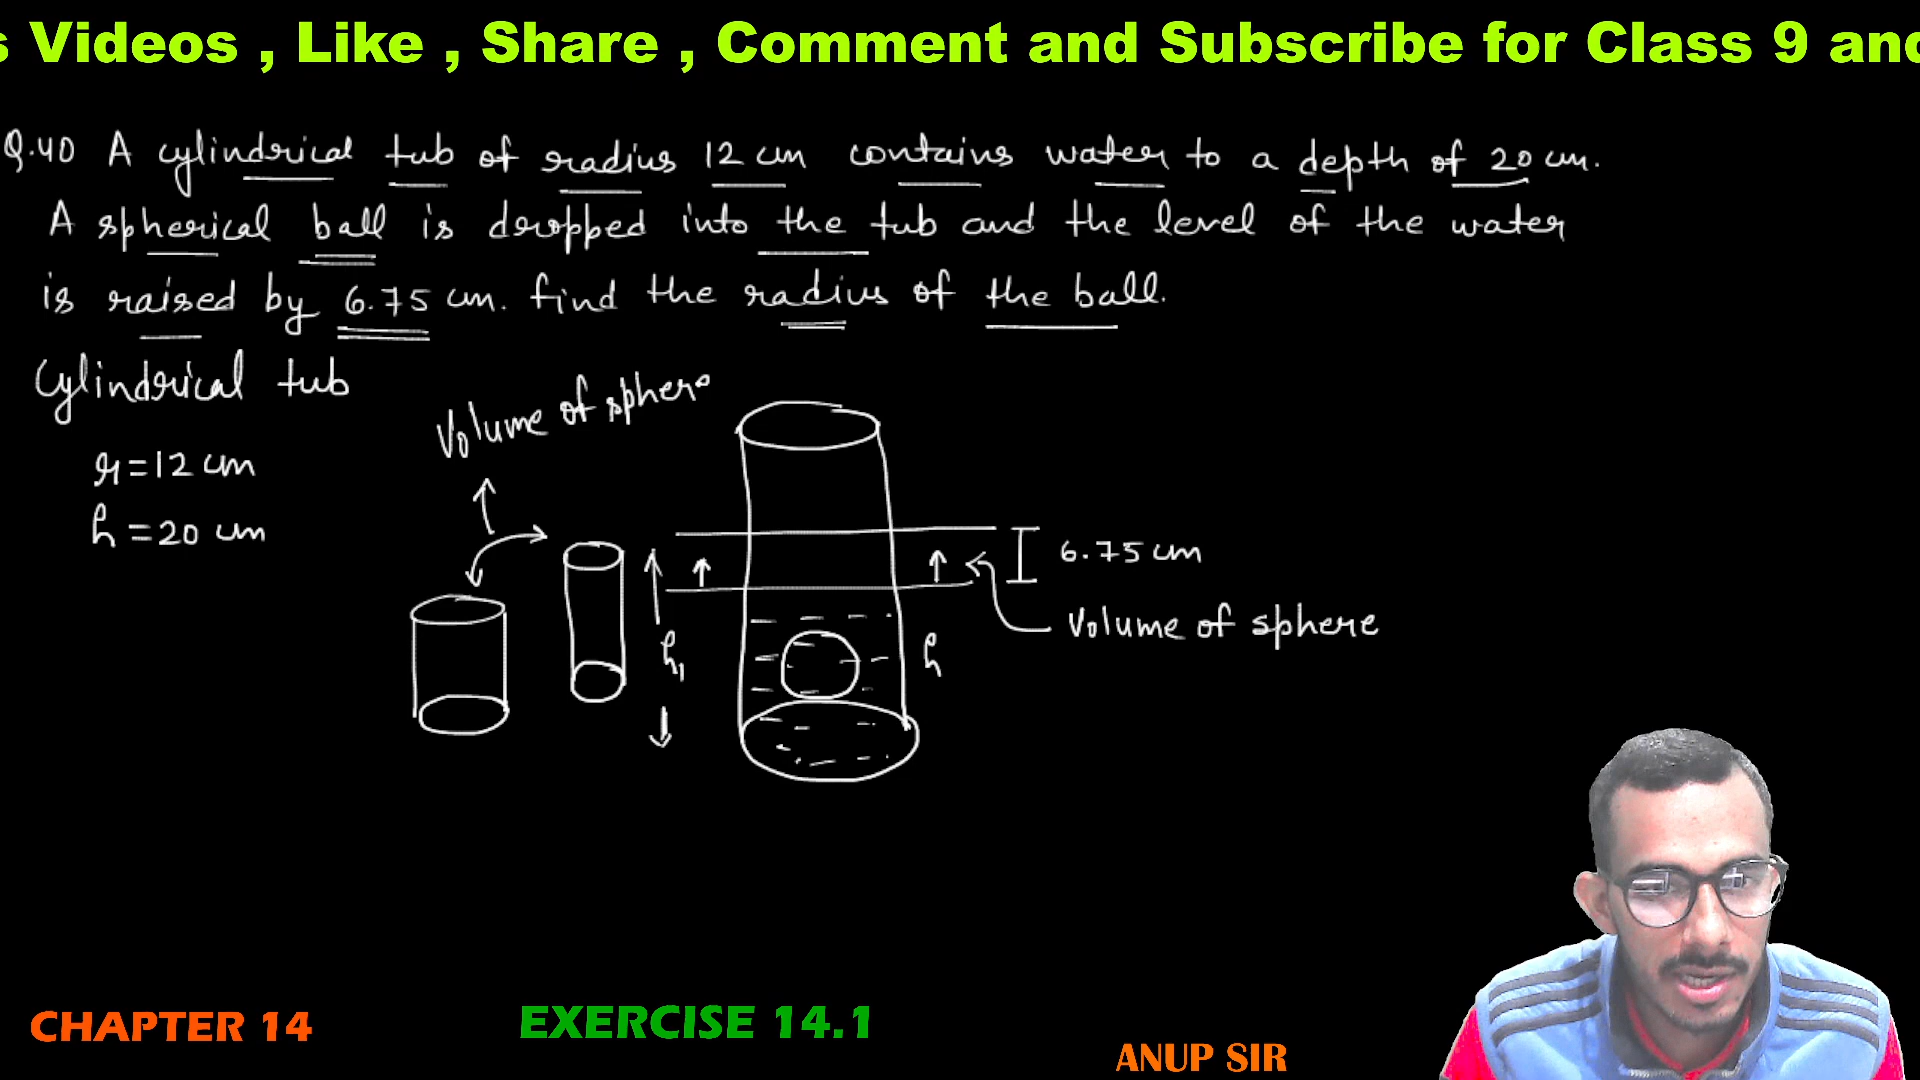 s Videos , Like , Share , Comment and Subscribe for Class 9 and
Q.40 A cylindrical tub of radius 12 cm contains water to a depth of 20 cm.
A spherical ball is dropped into the tub and the level of the water
is raised by 6.75 cm. find the radius of the ball.
Cylindrical tub
r = 12 cm
h = 20 cm
Volume of sphere
h₁
h
6.75 cm
Volume of sphere
CHAPTER 14
EXERCISE 14.1
ANUP SIR